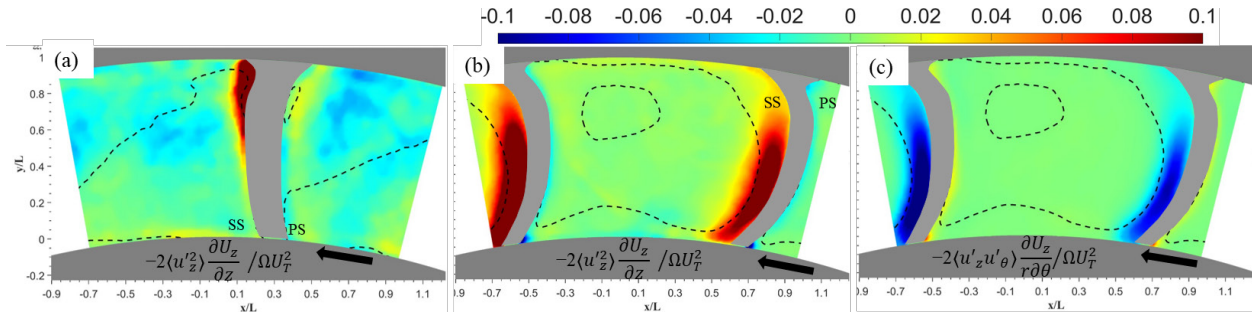 -0.1 -0.08 -0.06 -0.04 -0.02 0 0.02 0.04 0.06 0.08 0.1
(a)
(b)
(c)
1
0.8
0.6
0.4
0.2
0
-0.2
y/L
SS PS
SS PS
−2⟨u′_z^2⟩ ∂U_z/∂z /ΩU_T^2
−2⟨u′_z^2⟩ ∂U_z/∂z /ΩU_T^2
−2⟨u′_z u′_θ⟩ ∂U_z/r∂θ /ΩU_T^2
-0.9 -0.7 -0.5 -0.3 -0.1 0.1 0.3 0.5 0.7 0.9 1.1
x/L
-0.9 -0.7 -0.5 -0.3 -0.1 0.1 0.3 0.5 0.7 0.9 1.1
x/L
-0.9 -0.7 -0.5 -0.3 -0.1 0.1 0.3 0.5 0.7 0.9 1.1
x/L